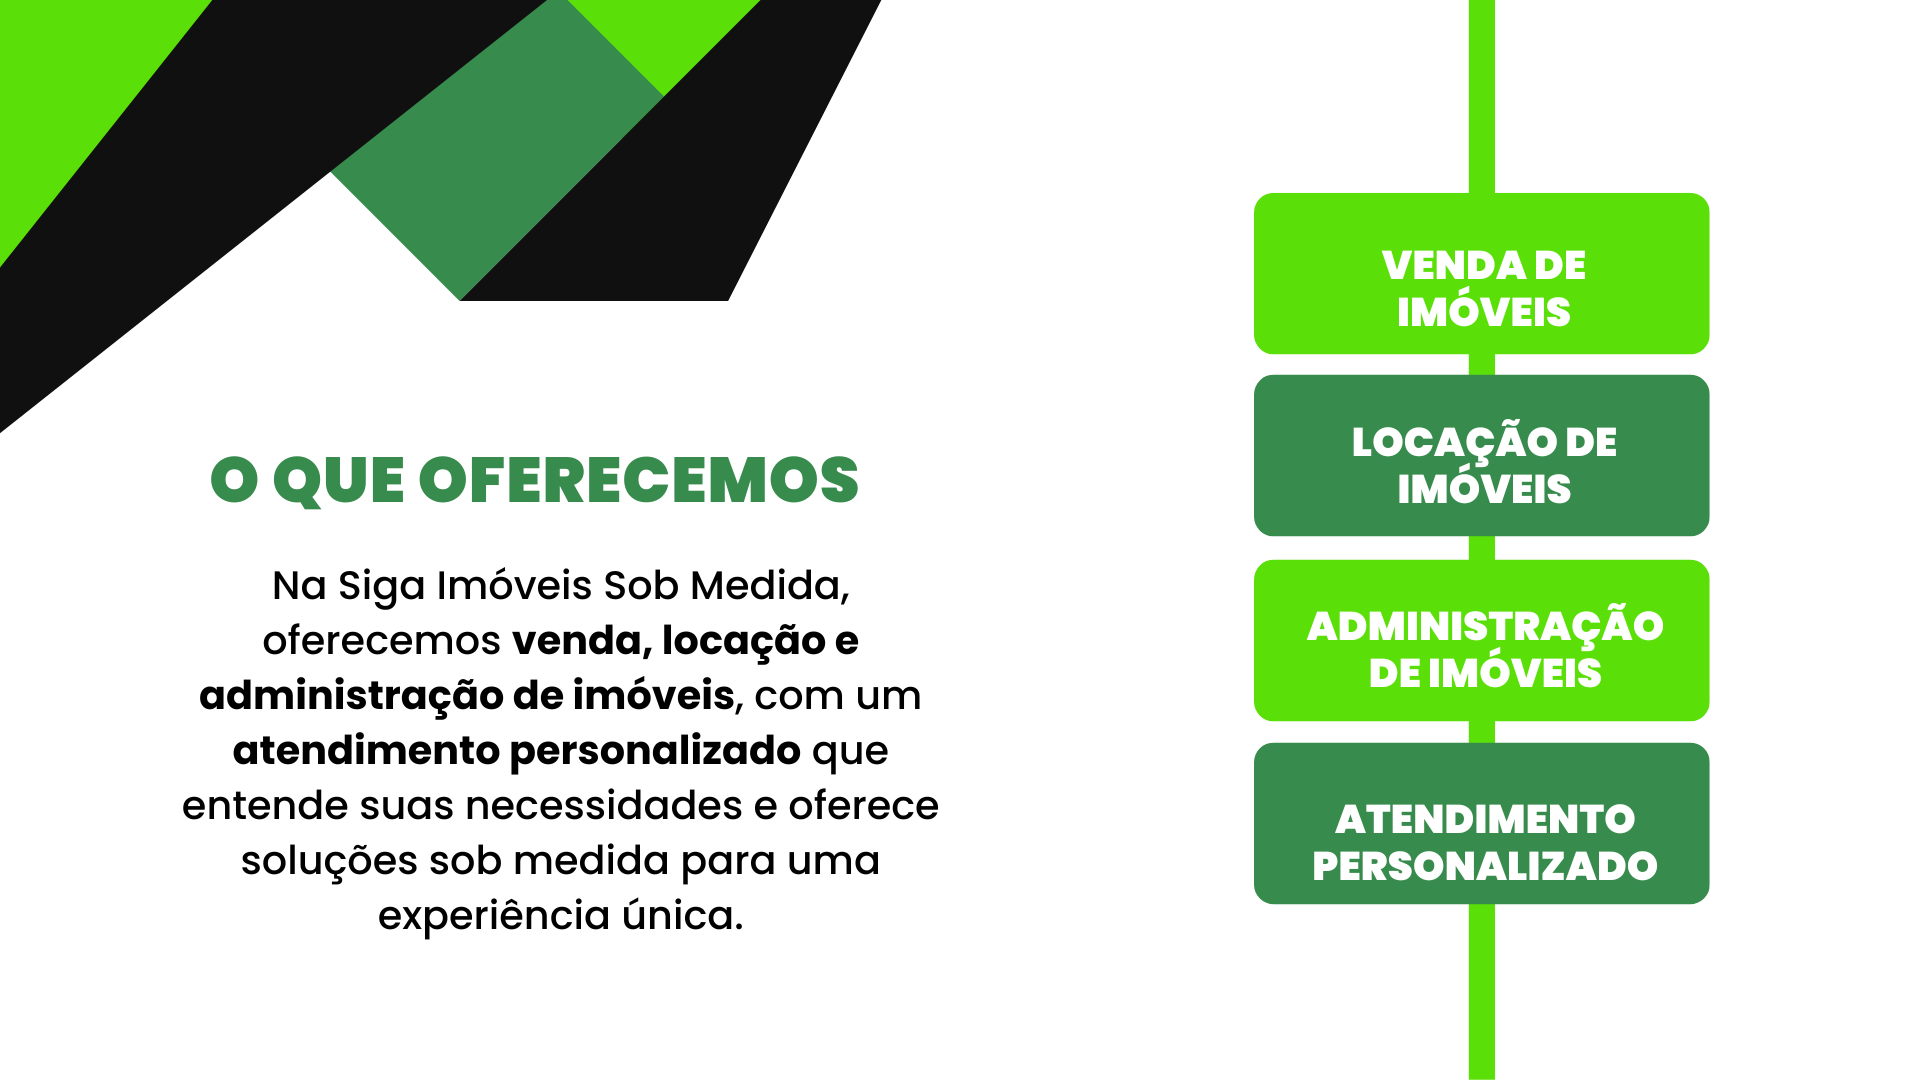 O QUE OFERECEMOS
Na Siga Imóveis Sob Medida,
oferecemos venda, locação e
administração de imóveis, com um
atendimento personalizado que
entende suas necessidades e oferece
soluções sob medida para uma
experiência única.
VENDA DE
IMÓVEIS
LOCAÇÃO DE
IMÓVEIS
ADMINISTRAÇÃO
DE IMÓVEIS
ATENDIMENTO
PERSONALIZADO